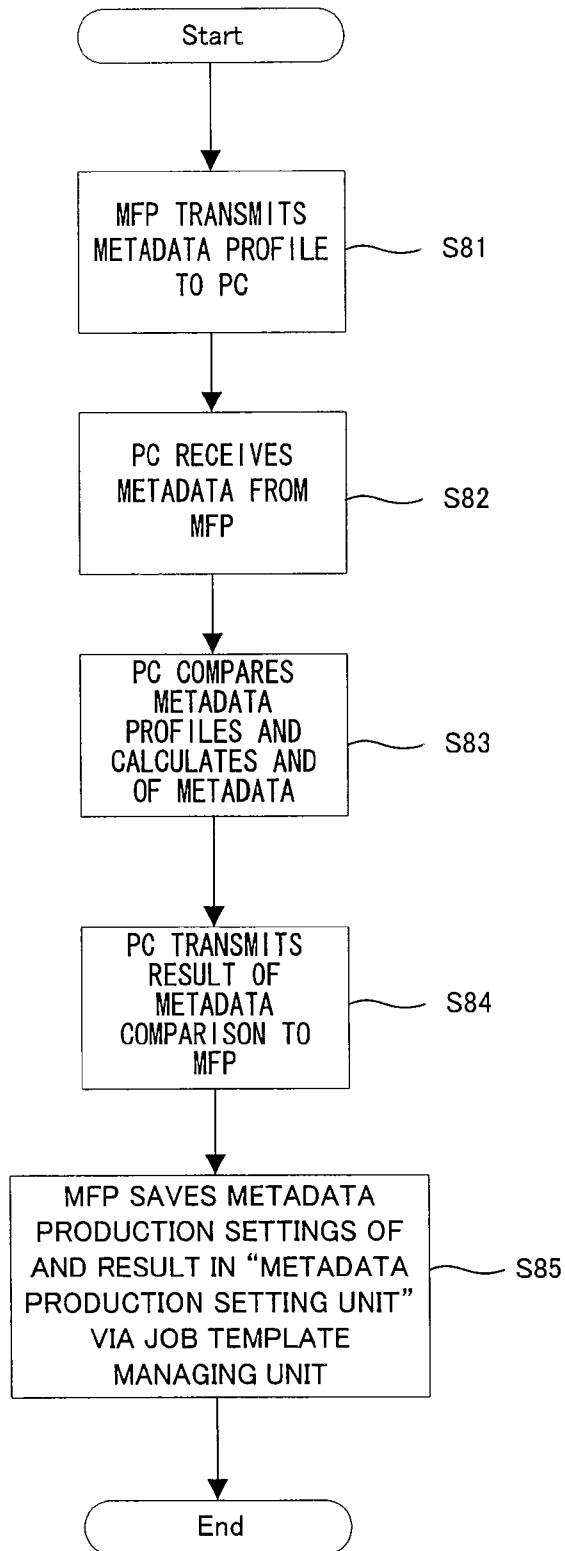 Start
MFP TRANSMITS
METADATA PROFILE
TO PC
S81
PC RECEIVES
METADATA FROM
MFP
S82
PC COMPARES
METADATA
PROFILES AND
CALCULATES AND
OF METADATA
S83
PC TRANSMITS
RESULT OF
METADATA
COMPARISON TO
MFP
S84
MFP SAVES METADATA
PRODUCTION SETTINGS OF
AND RESULT IN “METADATA
PRODUCTION SETTING UNIT”
VIA JOB TEMPLATE
MANAGING UNIT
S85
End